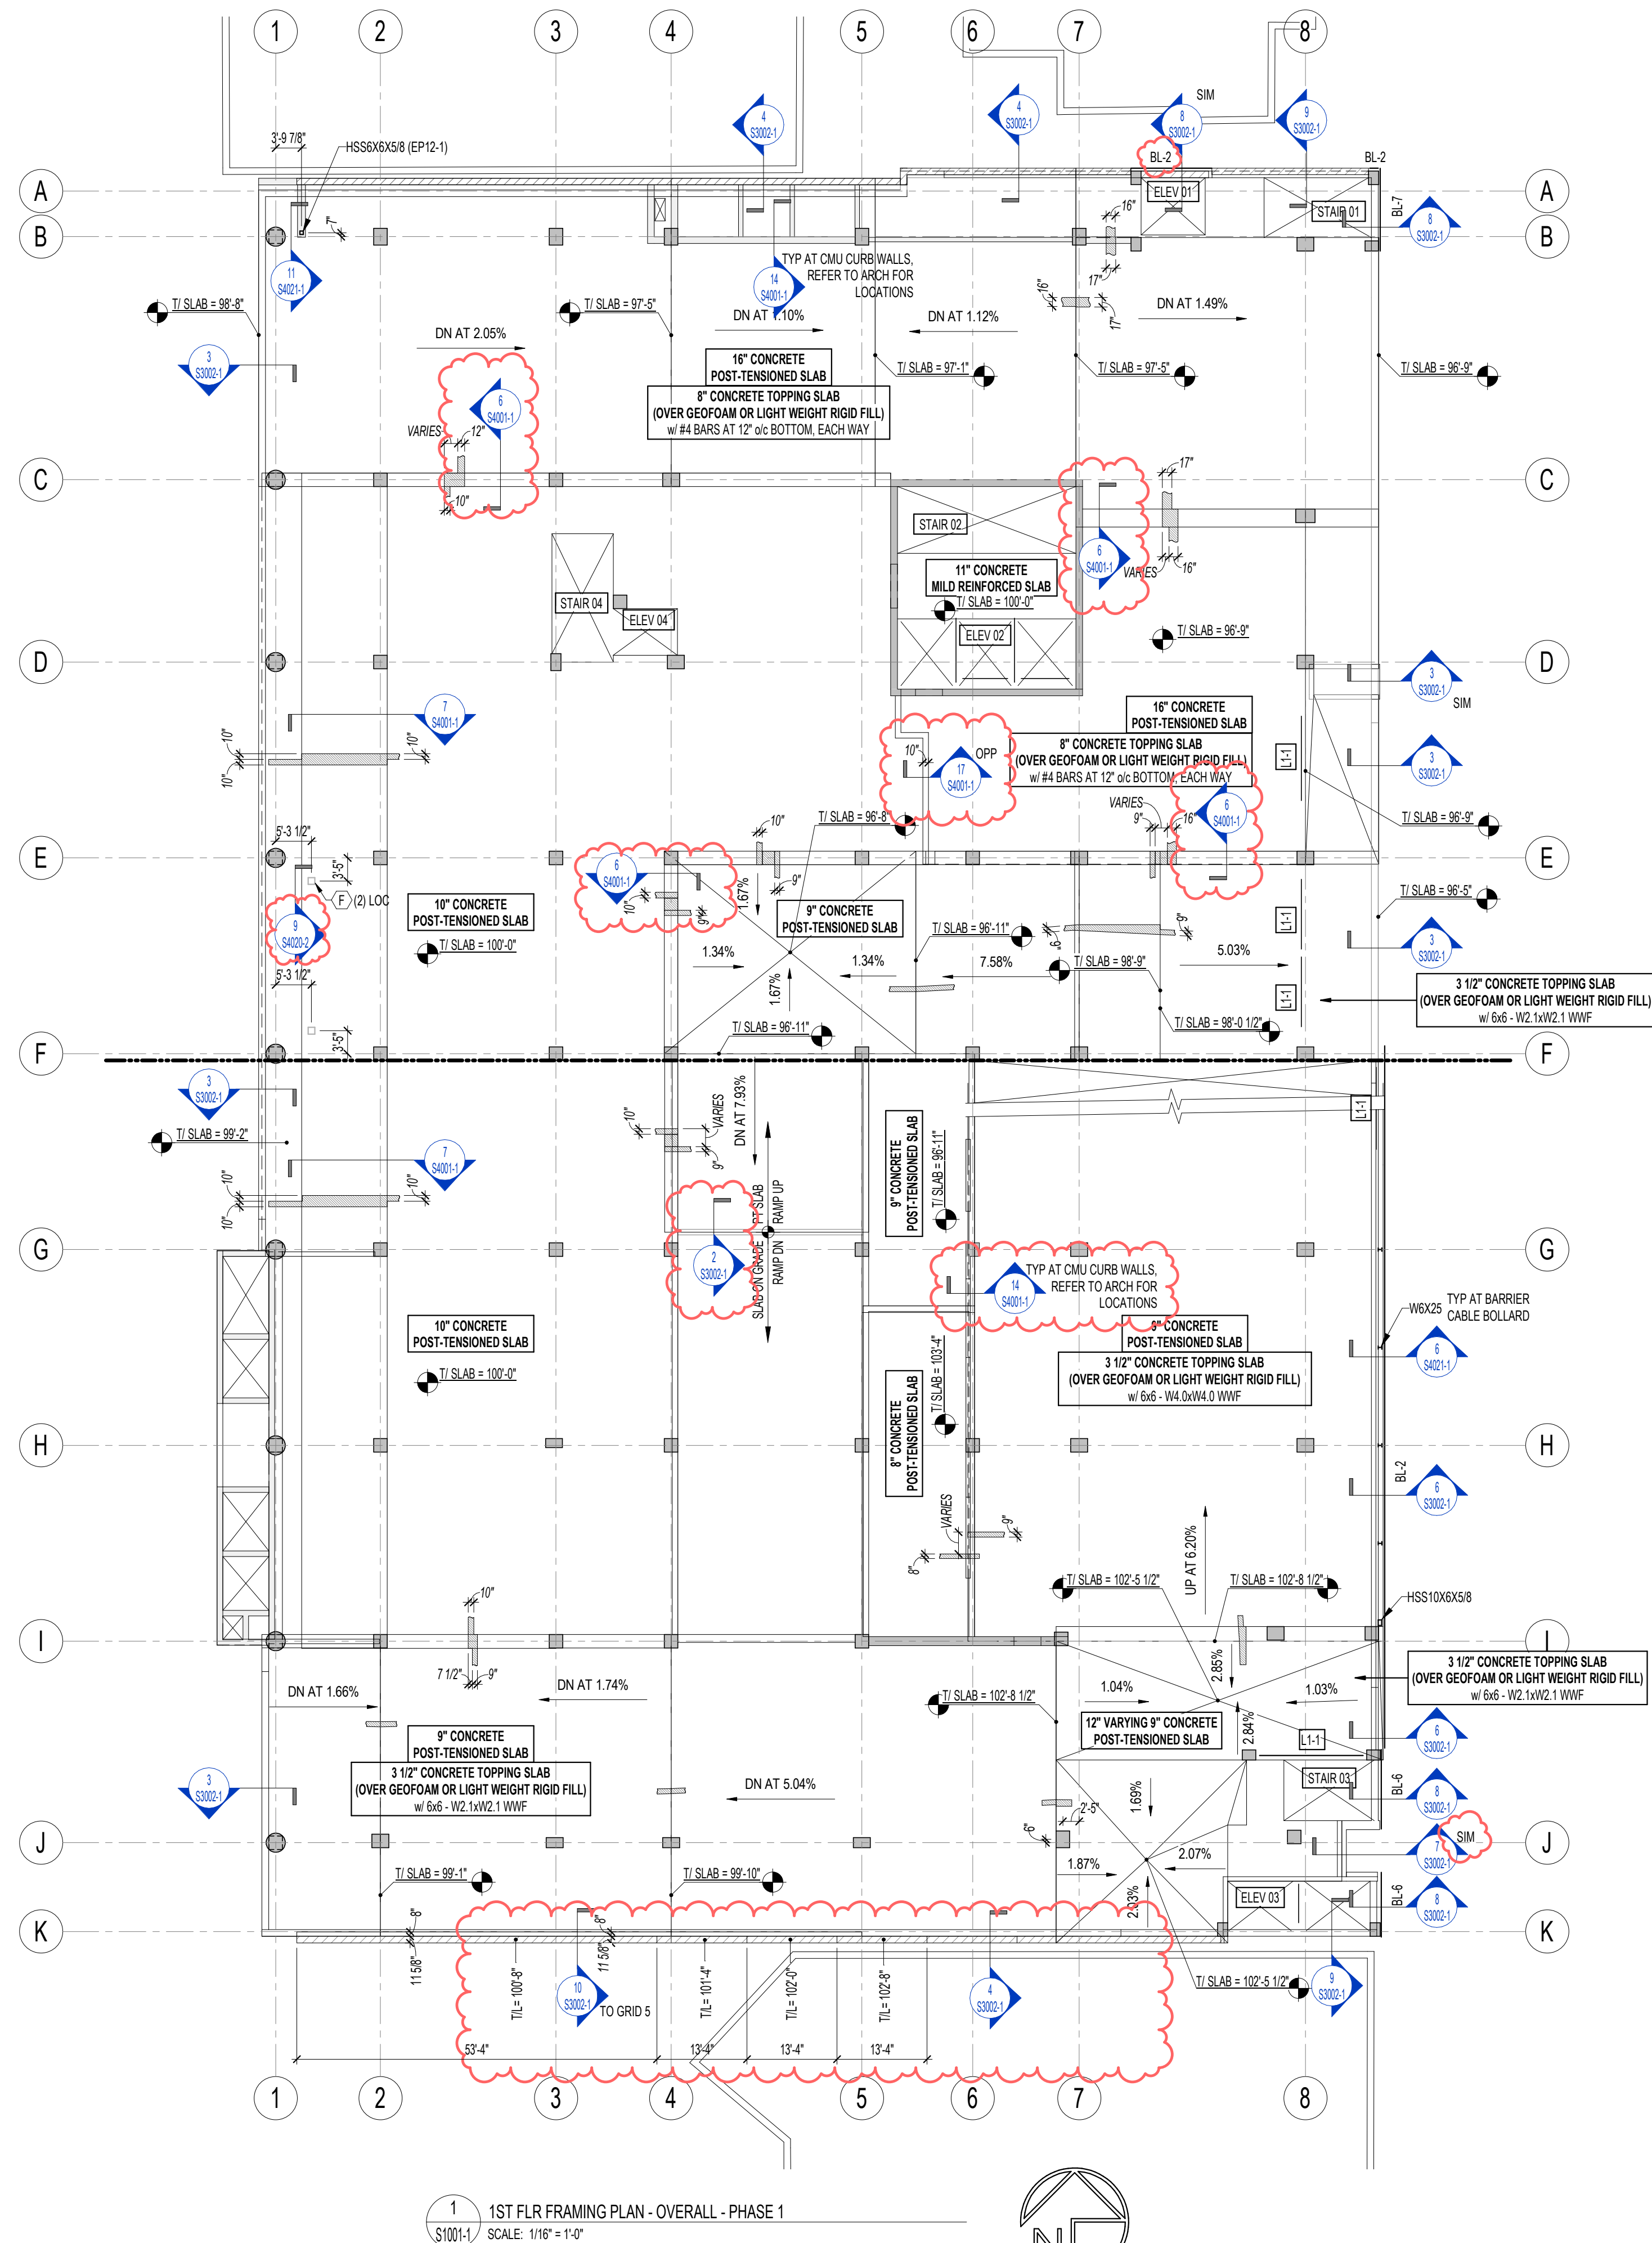 1 2 3 4 5 6 7 8
SIM
4 S3002-1
4 S3002-1
8 S3002-1
9 S3002-1
3'-9 7/8"
HSS6X6X5/8 (EP12-1)
BL-2
BL-2
A
ELEV 01
A
STAIR 01
BL-7
8 S3002-1
7"
16"
B
B
TYP AT CMU CURB WALLS,
REFER TO ARCH FOR
LOCATIONS
11 S4021-1
14 S4001-1
17"
16"
17"
T/ SLAB = 98'-8"
T/ SLAB = 97'-5"
DN AT 1.10%
DN AT 1.12%
DN AT 1.49%
DN AT 2.05%
3 S3002-1
16" CONCRETE
POST-TENSIONED SLAB
T/ SLAB = 97'-1"
T/ SLAB = 97'-5"
T/ SLAB = 96'-9"
8" CONCRETE TOPPING SLAB
(OVER GEOFOAM OR LIGHT WEIGHT RIGID FILL)
w/ #4 BARS AT 12" o/c BOTTOM, EACH WAY
6 S4001-1
VARIES
12"
10"
C
C
17"
STAIR 02
6 S4001-1
VARIES
16"
11" CONCRETE
MILD REINFORCED SLAB
T/ SLAB = 100'-0"
STAIR 04
ELEV 04
ELEV 02
T/ SLAB = 96'-9"
D
D
3 S3002-1
SIM
7 S4001-1
16" CONCRETE
POST-TENSIONED SLAB
10"
10"
10"
10"
OPP
17 S4001-1
8" CONCRETE TOPPING SLAB
(OVER GEOFOAM OR LIGHT WEIGHT RIGID FILL)
w/ #4 BARS AT 12" o/c BOTTOM, EACH WAY
L1-1
3 S3002-1
VARIES
9"
16"
6 S4001-1
T/ SLAB = 96'-8"
T/ SLAB = 96'-9"
10"
5'-3 1/2"
E
E
3'-5"
6 S4001-1
9"
1.67%
F (2) LOC
10"
9"
T/ SLAB = 96'-5"
10" CONCRETE
POST-TENSIONED SLAB
9" CONCRETE
POST-TENSIONED SLAB
9 S4020-2
T/ SLAB = 100'-0"
T/ SLAB = 96'-11"
9"
9"
L1-1
3 S3002-1
1.34%
1.34%
7.58%
T/ SLAB = 98'-9"
5.03%
5'-3 1/2"
1.67%
3 1/2" CONCRETE TOPPING SLAB
(OVER GEOFOAM OR LIGHT WEIGHT RIGID FILL)
w/ 6x6 - W2.1xW2.1 WWF
L1-1
3'-5"
T/ SLAB = 96'-11"
T/ SLAB = 98'-0 1/2"
F
F
3 S3002-1
T/ SLAB = 99'-2"
7 S4001-1
10"
VARIES
9"
DN AT 7.93%
9" CONCRETE
POST-TENSIONED SLAB
T/ SLAB = 96'-11"
L1-1
10"
10"
10"
PT SLAB
RAMP UP
SLAB ON GRADE
RAMP DN
2 S3002-1
G
G
14 S4001-1
TYP AT CMU CURB WALLS,
REFER TO ARCH FOR
LOCATIONS
10" CONCRETE
POST-TENSIONED SLAB
T/ SLAB = 100'-0"
9" CONCRETE
POST-TENSIONED SLAB
3 1/2" CONCRETE TOPPING SLAB
(OVER GEOFOAM OR LIGHT WEIGHT RIGID FILL)
w/ 6x6 - W4.0xW4.0 WWF
W6X25
TYP AT BARRIER
CABLE BOLLARD
6 S4021-1
8" CONCRETE
POST-TENSIONED SLAB
T/ SLAB = 103'-4"
H
H
BL-2
6 S3002-1
VARIES
9"
8"
UP AT 6.20%
T/ SLAB = 102'-5 1/2"
T/ SLAB = 102'-8 1/2"
HSS10X6X5/8
10"
I
I
7 1/2"
9"
2.85%
3 1/2" CONCRETE TOPPING SLAB
(OVER GEOFOAM OR LIGHT WEIGHT RIGID FILL)
w/ 6x6 - W2.1xW2.1 WWF
DN AT 1.66%
DN AT 1.74%
T/ SLAB = 102'-8 1/2"
1.04%
1.03%
12" VARYING 9" CONCRETE
POST-TENSIONED SLAB
2.84%
L1-1
6 S3002-1
9" CONCRETE
POST-TENSIONED SLAB
3 1/2" CONCRETE TOPPING SLAB
(OVER GEOFOAM OR LIGHT WEIGHT RIGID FILL)
w/ 6x6 - W2.1xW2.1 WWF
3 S3002-1
DN AT 5.04%
STAIR 03
BL-6
8 S3002-1
1.69%
2'-5"
6"
J
J
SIM
7 S3002-1
2.07%
1.87%
T/ SLAB = 99'-1"
T/ SLAB = 99'-10"
2.03%
ELEV 03
BL-6
8 S3002-1
K
K
8"
11 5/8"
8"
11 5/8"
T/L= 100'-8"
10 S3002-1
TO GRID 5
T/L= 101'-4"
T/L= 102'-0"
T/L= 102'-8"
4 S3002-1
T/ SLAB = 102'-5 1/2"
9 S3002-1
53'-4"
13'-4"
13'-4"
13'-4"
1 2 3 4 5 6 7 8
1 S1001-1
1ST FLR FRAMING PLAN - OVERALL - PHASE 1
SCALE: 1/16" = 1'-0"
N